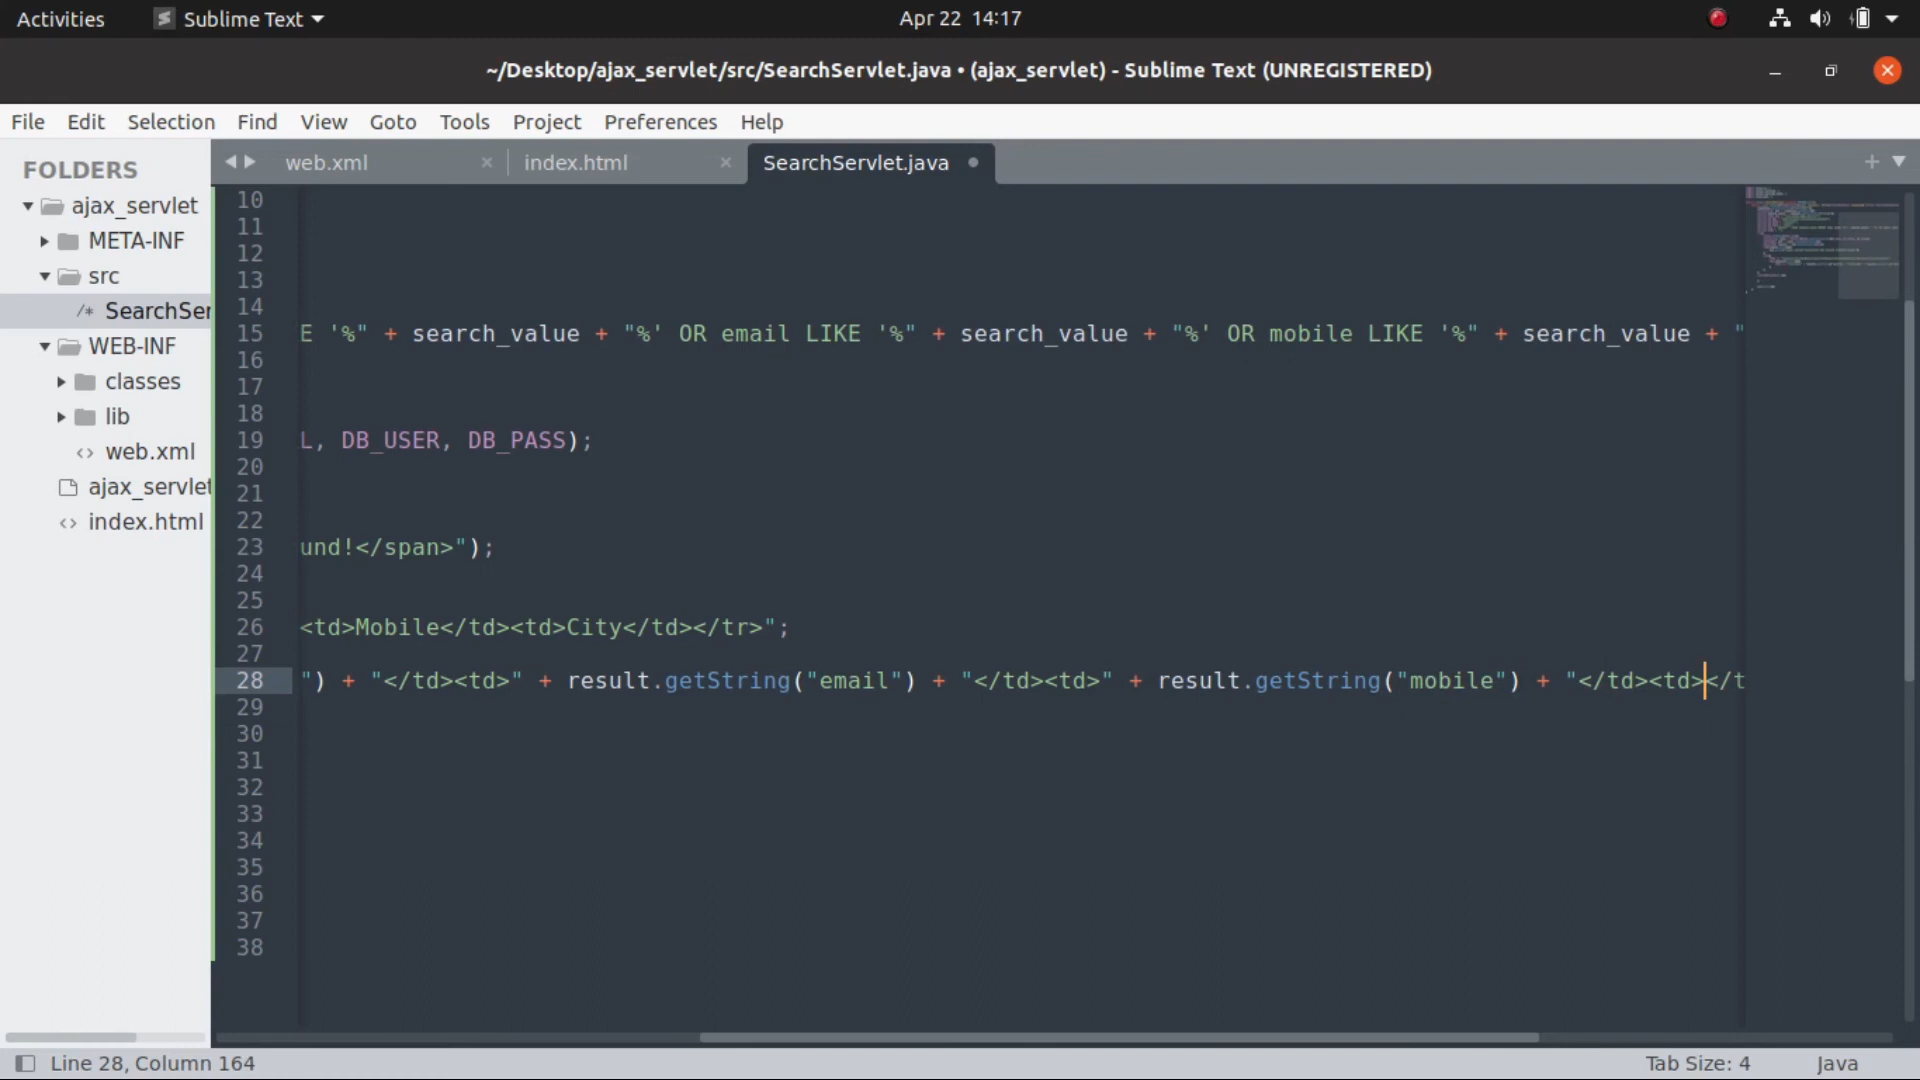 Activities
Sublime Text
Apr 22 14:17
~/Desktop/ajax_servlet/src/SearchServlet.java • (ajax_servlet) - Sublime Text (UNREGISTERED)
File Edit Selection Find View Goto Tools Project Preferences Help
FOLDERS
ajax_servlet
META-INF
src
/* SearchSer
WEB-INF
classes
lib
<> web.xml
ajax_servlet
<> index.html
web.xml
index.html
SearchServlet.java
10
11
12
13
14
15 E '%" + search_value + "%' OR email LIKE '%" + search_value + "%' OR mobile LIKE '%" + search_value + "
16
17
18
19 L, DB_USER, DB_PASS);
20
21
22
23 und!</span>");
24
25
26 <td>Mobile</td><td>City</td></tr>";
27
28 ") + "</td><td>" + result.getString("email") + "</td><td>" + result.getString("mobile") + "</td><td></t
29
30
31
32
33
34
35
36
37
38
Line 28, Column 164
Tab Size: 4
Java